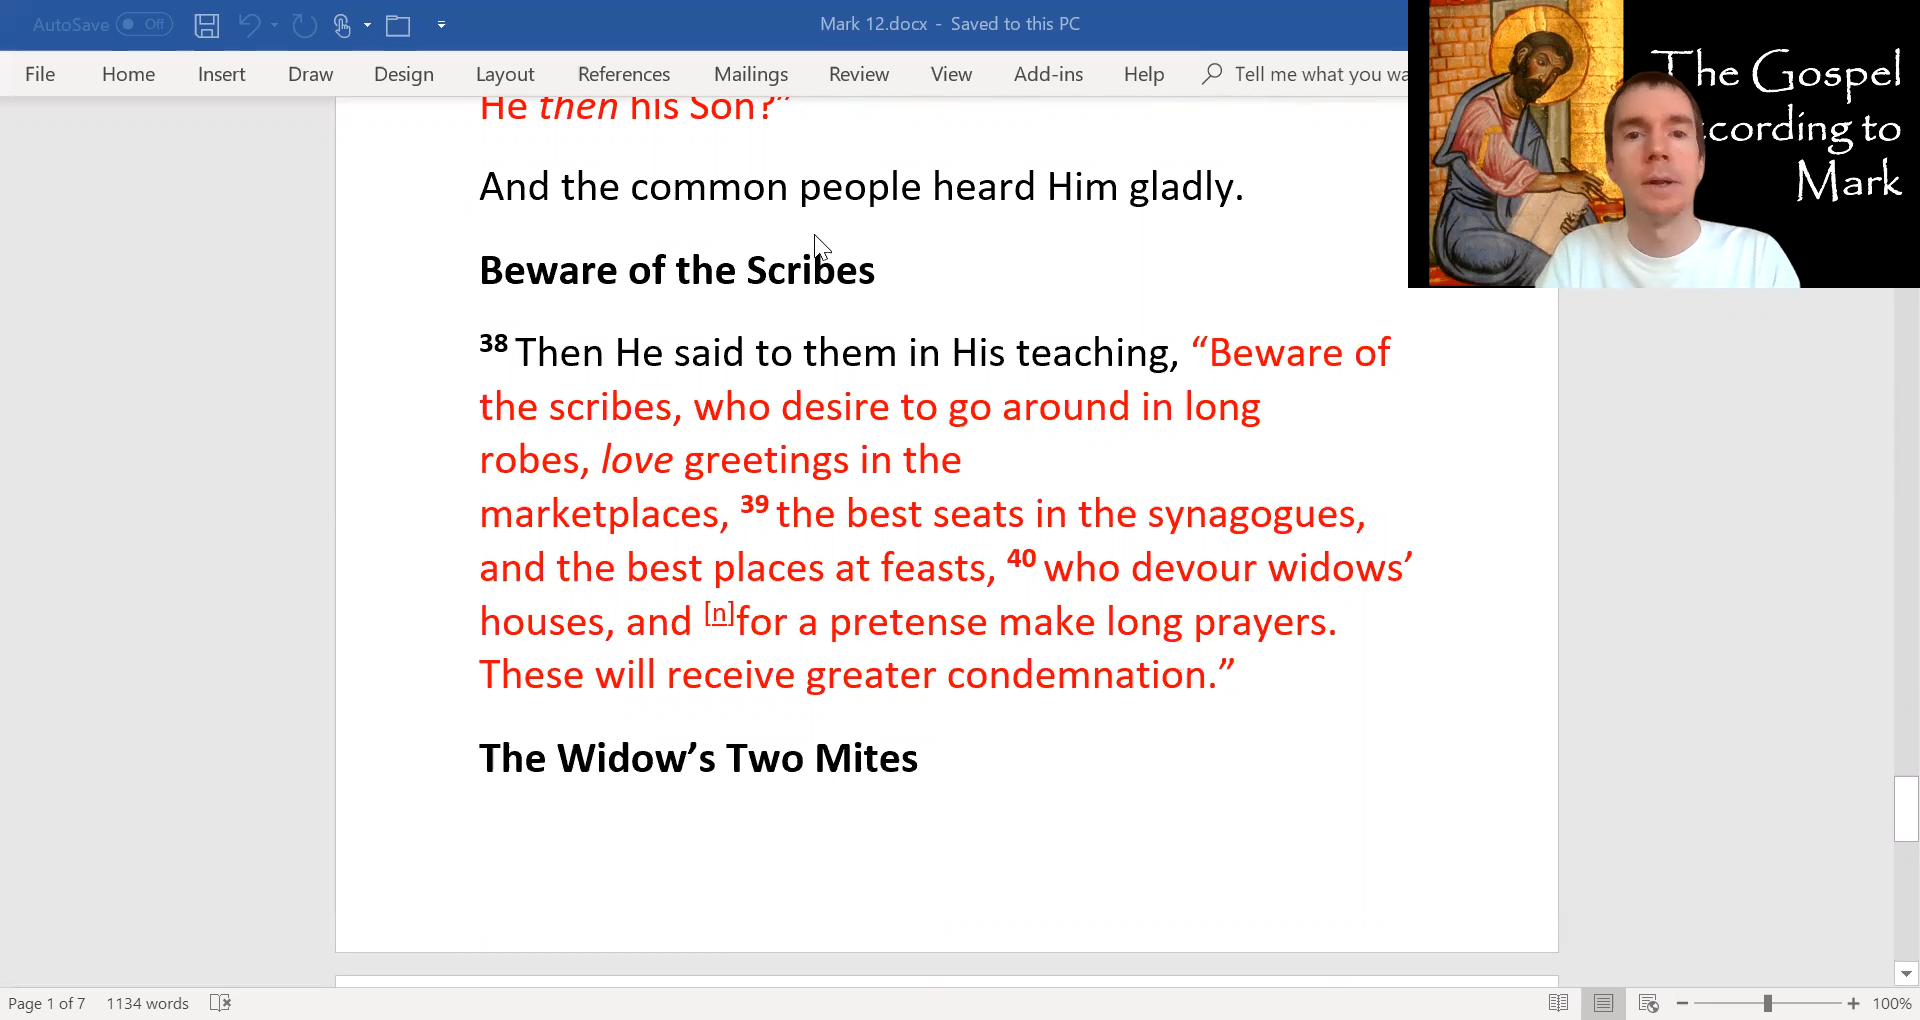 AutoSave Off
Mark 12.docx - Saved to this PC
File Home Insert Draw Design Layout References Mailings Review View Add-ins Help Tell me what you wa
The Gospel
ccording to
Mark
He then his Son?”
And the common people heard Him gladly.
Beware of the Scribes
38 Then He said to them in His teaching, “Beware of
the scribes, who desire to go around in long
robes, love greetings in the
marketplaces, 39 the best seats in the synagogues,
and the best places at feasts, 40 who devour widows’
houses, and [n]for a pretense make long prayers.
These will receive greater condemnation.”
The Widow’s Two Mites
Page 1 of 7 1134 words
100%